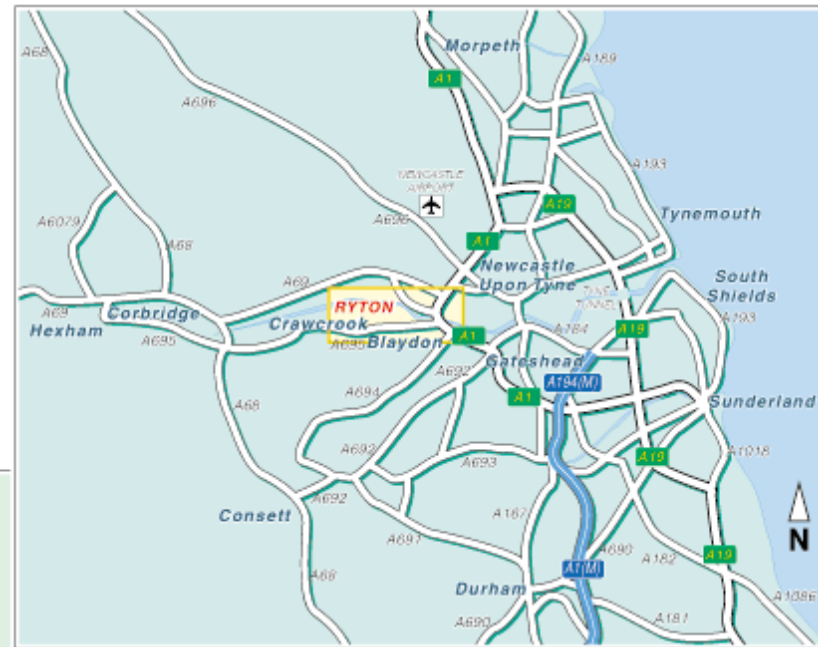 A68
Morpeth
A1
A189
A696
A193
NEWCASTLE
AIRPORT
A19
A696
Tynemouth
A6079
A68
A1
Newcastle
Upon Tyne
A69
TYNE
TUNNEL
South
Shields
RYTON
A69
Corbridge
Crawcrook
A193
Hexham
A695
A695
Blaydon
A1
A184
A19
Gateshead
A692
A194(M)
A694
A1
Sunderland
A68
A692
A693
A19
A1018
A692
Consett
A167
A691
N
A690
A182
A19
A68
A1(M)
Durham
A1086
A690
A181